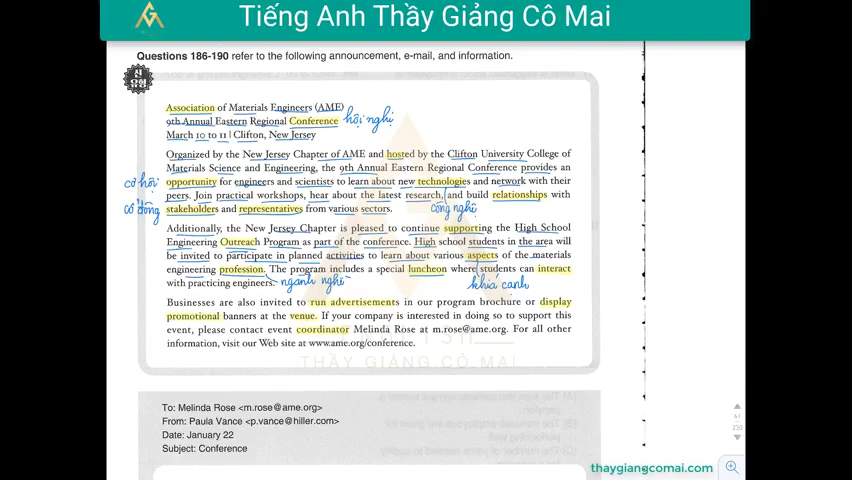 Tiếng Anh Thầy Giảng Cô Mai
Questions 186-190 refer to the following announcement, e-mail, and information.
Association of Materials Engineers (AME)
9th Annual Eastern Regional Conference hội nghị
March 10 to 11 | Clifton, New Jersey
Organized by the New Jersey Chapter of AME and hosted by the Clifton University College of
Materials Science and Engineering, the 9th Annual Eastern Regional Conference provides an
cơ hội opportunity for engineers and scientists to learn about new technologies and network with their
peers. Join practical workshops, hear about the latest research, and build relationships with
cổ đông stakeholders and representatives from various sectors. công nghệ
Additionally, the New Jersey Chapter is pleased to continue supporting the High School
Engineering Outreach Program as part of the conference. High school students in the area will
be invited to participate in planned activities to learn about various aspects of the materials
engineering profession. The program includes a special luncheon where students can interact
with practicing engineers. ngành nghề khía cạnh
Businesses are also invited to run advertisements in our program brochure or display
promotional banners at the venue. If your company is interested in doing so to support this
event, please contact event coordinator Melinda Rose at m.rose@ame.org. For all other
information, visit our Web site at www.ame.org/conference.
THẦY GIẢNG CÔ MAI
To: Melinda Rose <m.rose@ame.org>
From: Paula Vance <p.vance@hiller.com>
Date: January 22
Subject: Conference
61
220
thaygiangcomai.com